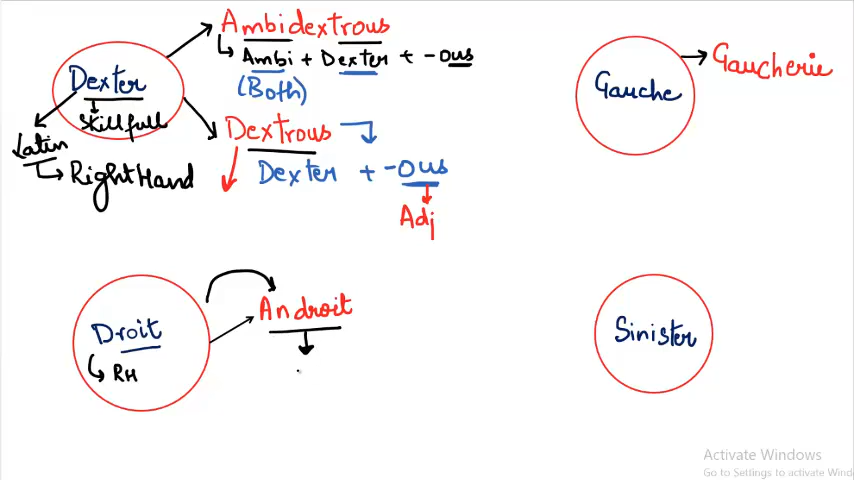 Ambidextrous
Ambi + Dexter + -ous
(Both)
Dexter
Skillfull
Latin
Right Hand
Dextrous
Dexter + -ous
Adj
Gauche
Gaucherie
Droit
RH
Androit
Sinister
Activate Windows
Go to Settings to activate Windows